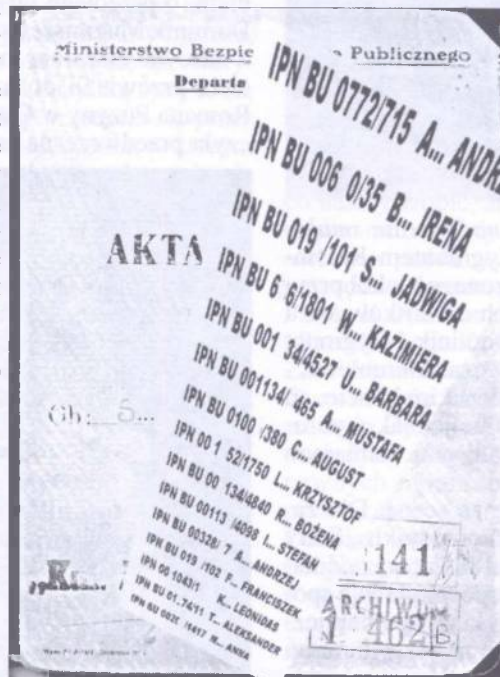 Ministerstwo Bezpie Publicznego
Departa
AKTA
IPN BU 0772/715 A... ANDRE
IPN BU 006 0/35 B... IRENA
IPN BU 019 /101 S... JADWIGA
IPN BU 6 6/1801 W... KAZIMIERA
IPN BU 001 34/4527 U... BARBARA
IPN BU 001134/ 465 A... MUSTAFA
IPN BU 0100 /380 C... AUGUST
IPN 00 1 52/1750 L... KRZYSZTOF
IPN BU 00 134/4840 R... BOŻENA
IPN BU 00113 /4098 I... STEFAN
IPN BU 00328/ 7 A... ANDRZEJ
IPN BU 019 /102 F... FRANCISZEK
IPN 00 1043/1 K... LEONIDAS
IPN BU 01..74/11 T... ALEKSANDER
ANNA
141
ARCHIWUM
1 462 B